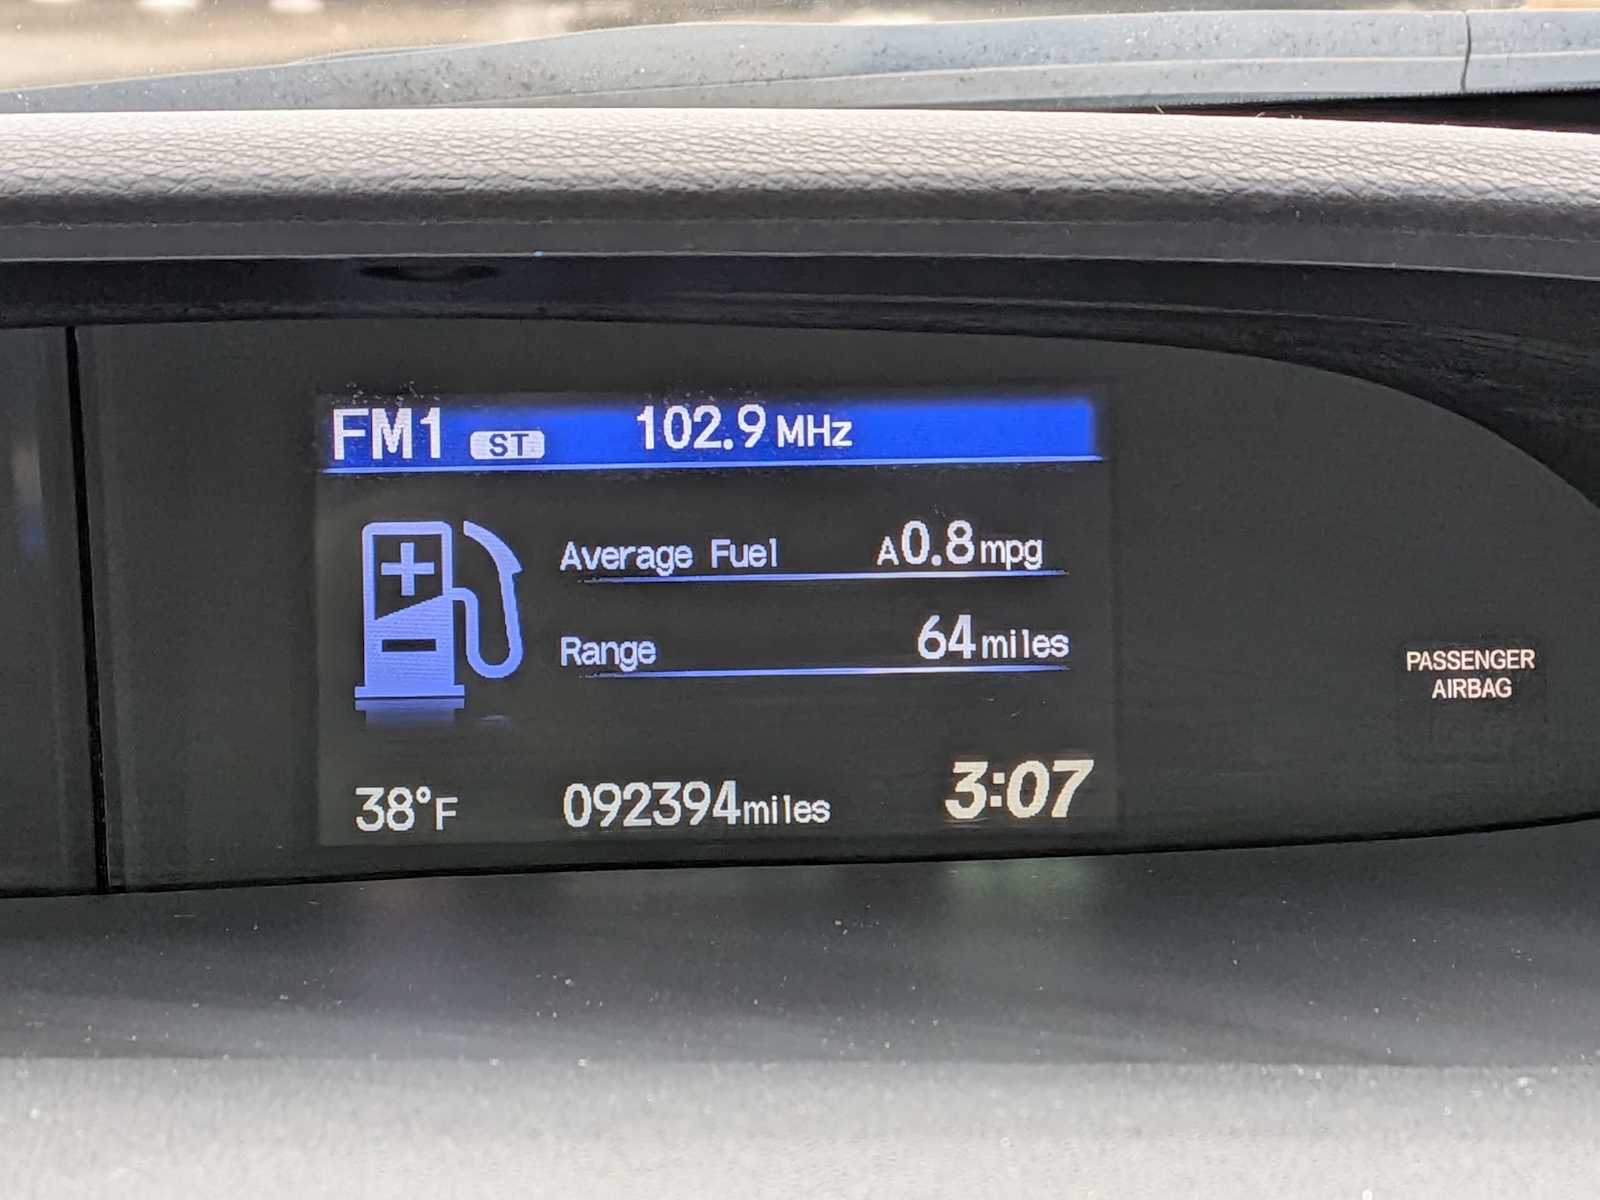 FM1 ST 102.9 MHz
Average Fuel A0.8 mpg
Range 64 miles
PASSENGER
AIRBAG
38°F 092394 miles 3:07